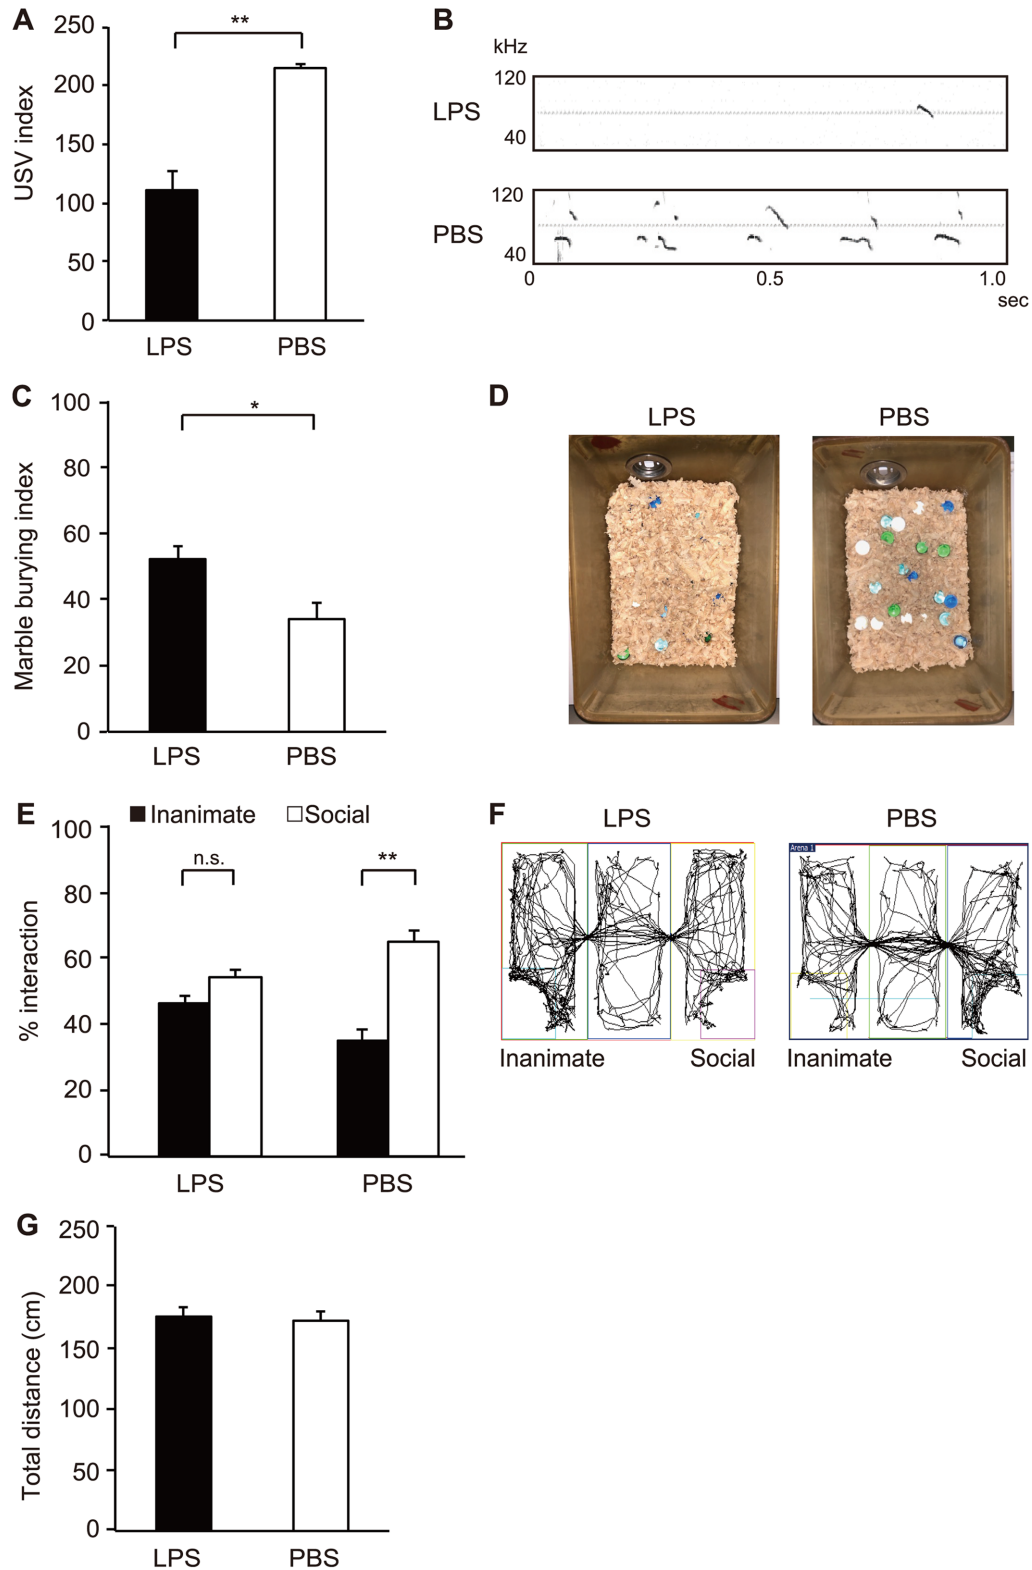 A
250
200
150
100
50
0
USV index
**
LPS
PBS
B
kHz
120
40
LPS
120
40
PBS
0
0.5
1.0
sec
C
100
80
60
40
20
0
Marble burying index
*
LPS
PBS
D
LPS
PBS
E
Inanimate
Social
100
80
60
40
20
0
% interaction
n.s.
**
LPS
PBS
F
LPS
PBS
Arena 1
Inanimate
Social
Inanimate
Social
G
250
200
150
100
50
0
Total distance (cm)
LPS
PBS